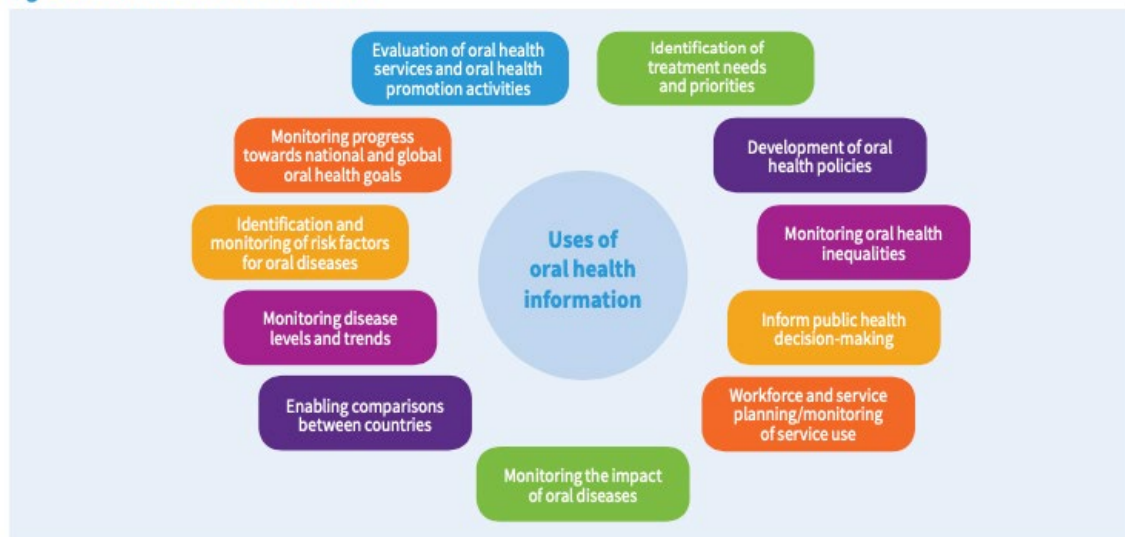 Evaluation of oral health
services and oral health
promotion activities
Identification of
treatment needs
and priorities
Monitoring progress
towards national and global
oral health goals
Development of oral
health policies
Identification and
monitoring of risk factors
for oral diseases
Uses of
oral health
information
Monitoring oral health
inequalities
Monitoring disease
levels and trends
Inform public health
decision-making
Enabling comparisons
between countries
Workforce and service
planning/monitoring
of service use
Monitoring the impact
of oral diseases